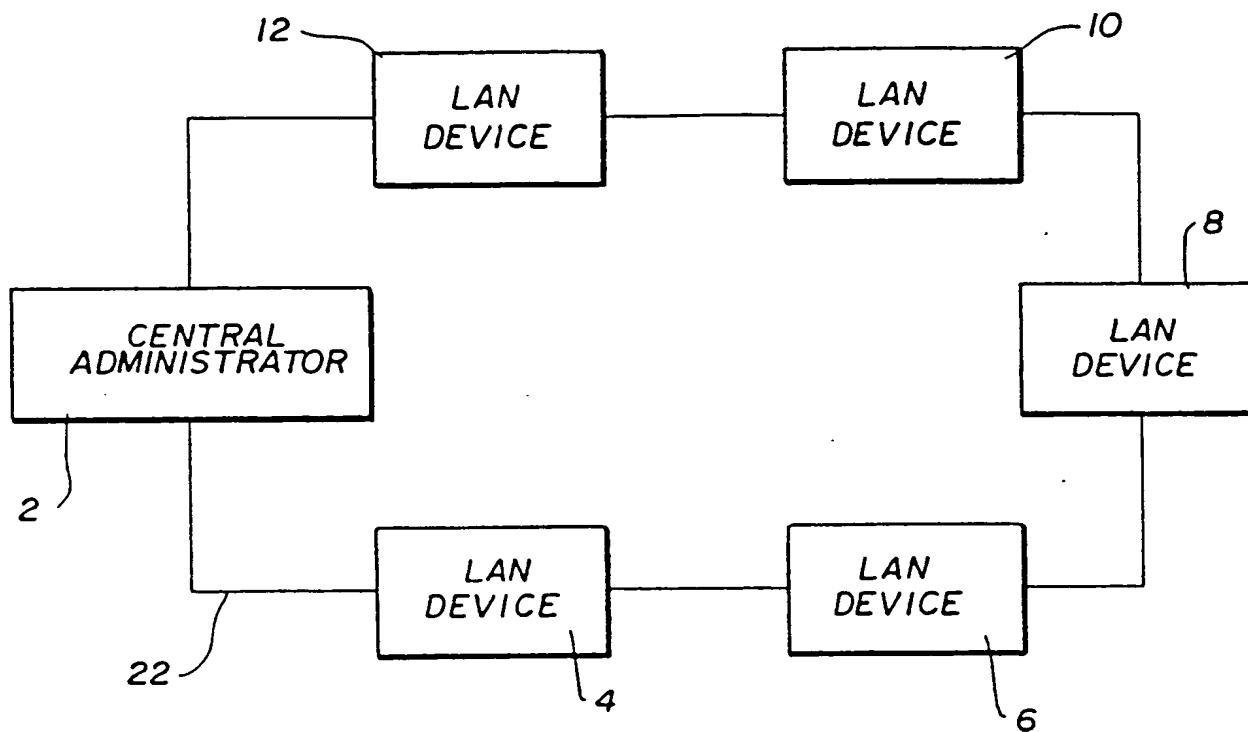 12
10
LAN
DEVICE
LAN
DEVICE
8
CENTRAL
ADMINISTRATOR
LAN
DEVICE
2
LAN
DEVICE
LAN
DEVICE
22
4
6